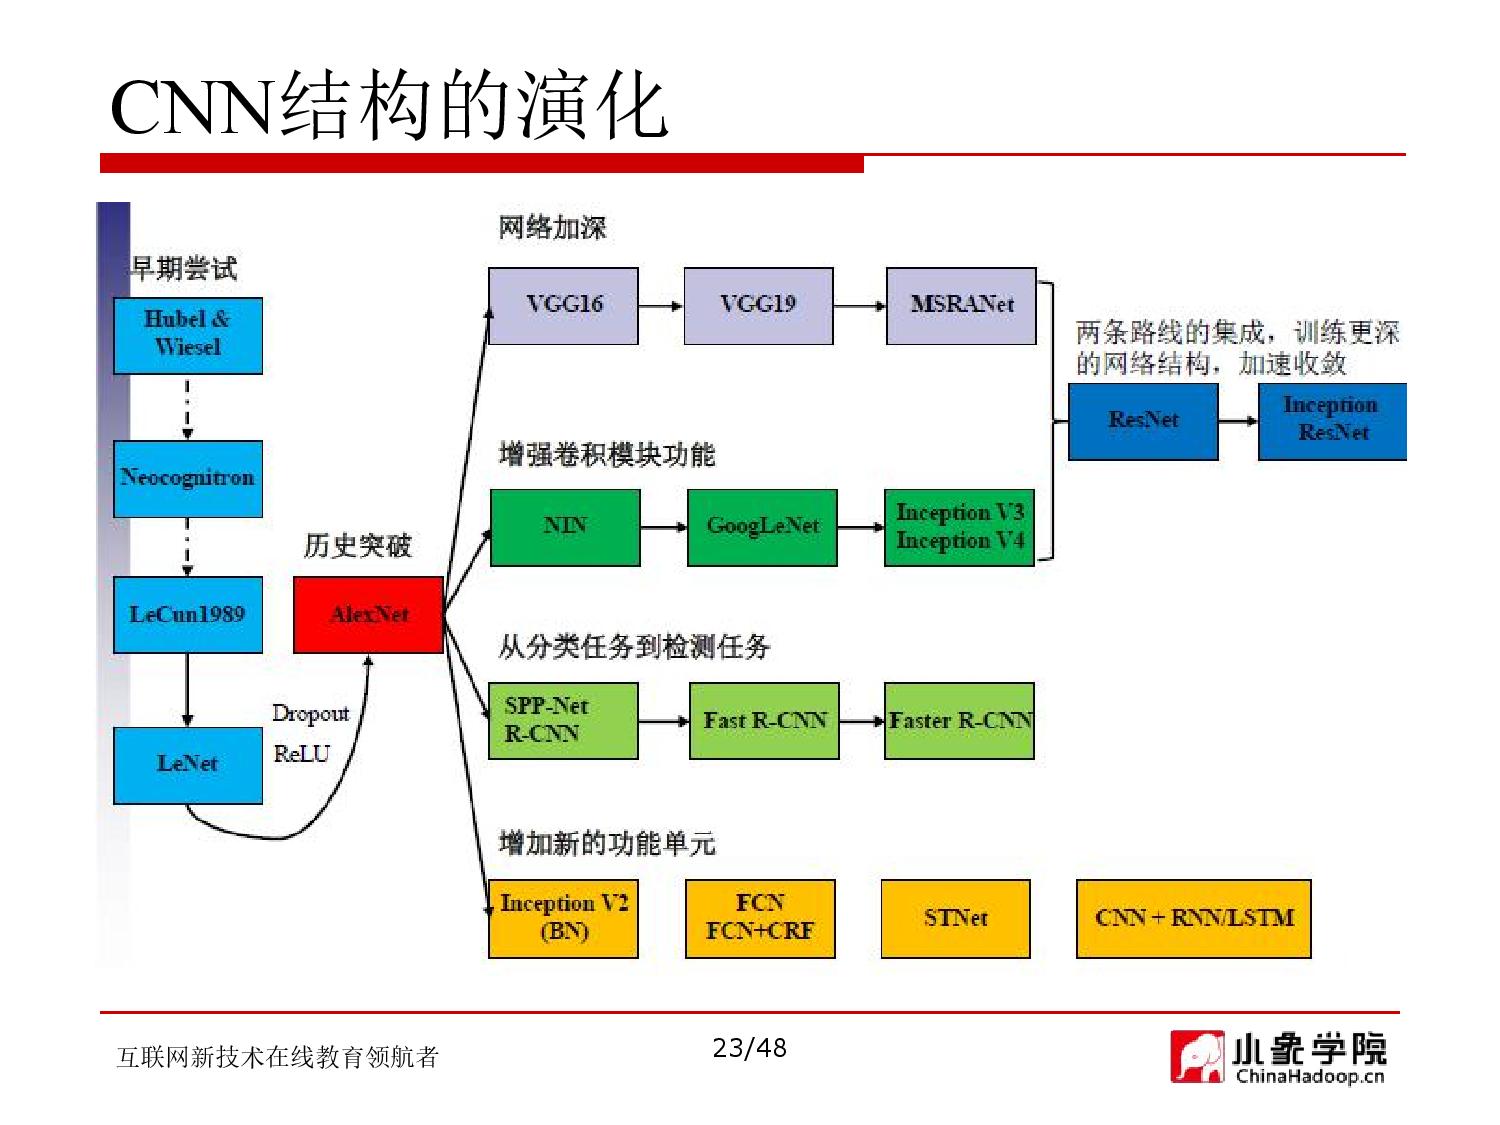 CNN结构的演化
早期尝试
Hubel &
Wiesel
Neocognitron
LeCun1989
LeNet
Dropout
ReLU
历史突破
AlexNet
网络加深
VGG16
VGG19
MSRANet
增强卷积模块功能
NIN
GoogLeNet
Inception V3
Inception V4
两条路线的集成，训练更深
的网络结构，加速收敛
ResNet
Inception
ResNet
从分类任务到检测任务
SPP-Net
R-CNN
Fast R-CNN
Faster R-CNN
增加新的功能单元
Inception V2
(BN)
FCN
FCN+CRF
STNet
CNN + RNN/LSTM
互联网新技术在线教育领航者
23/48
小象学院
ChinaHadoop.cn